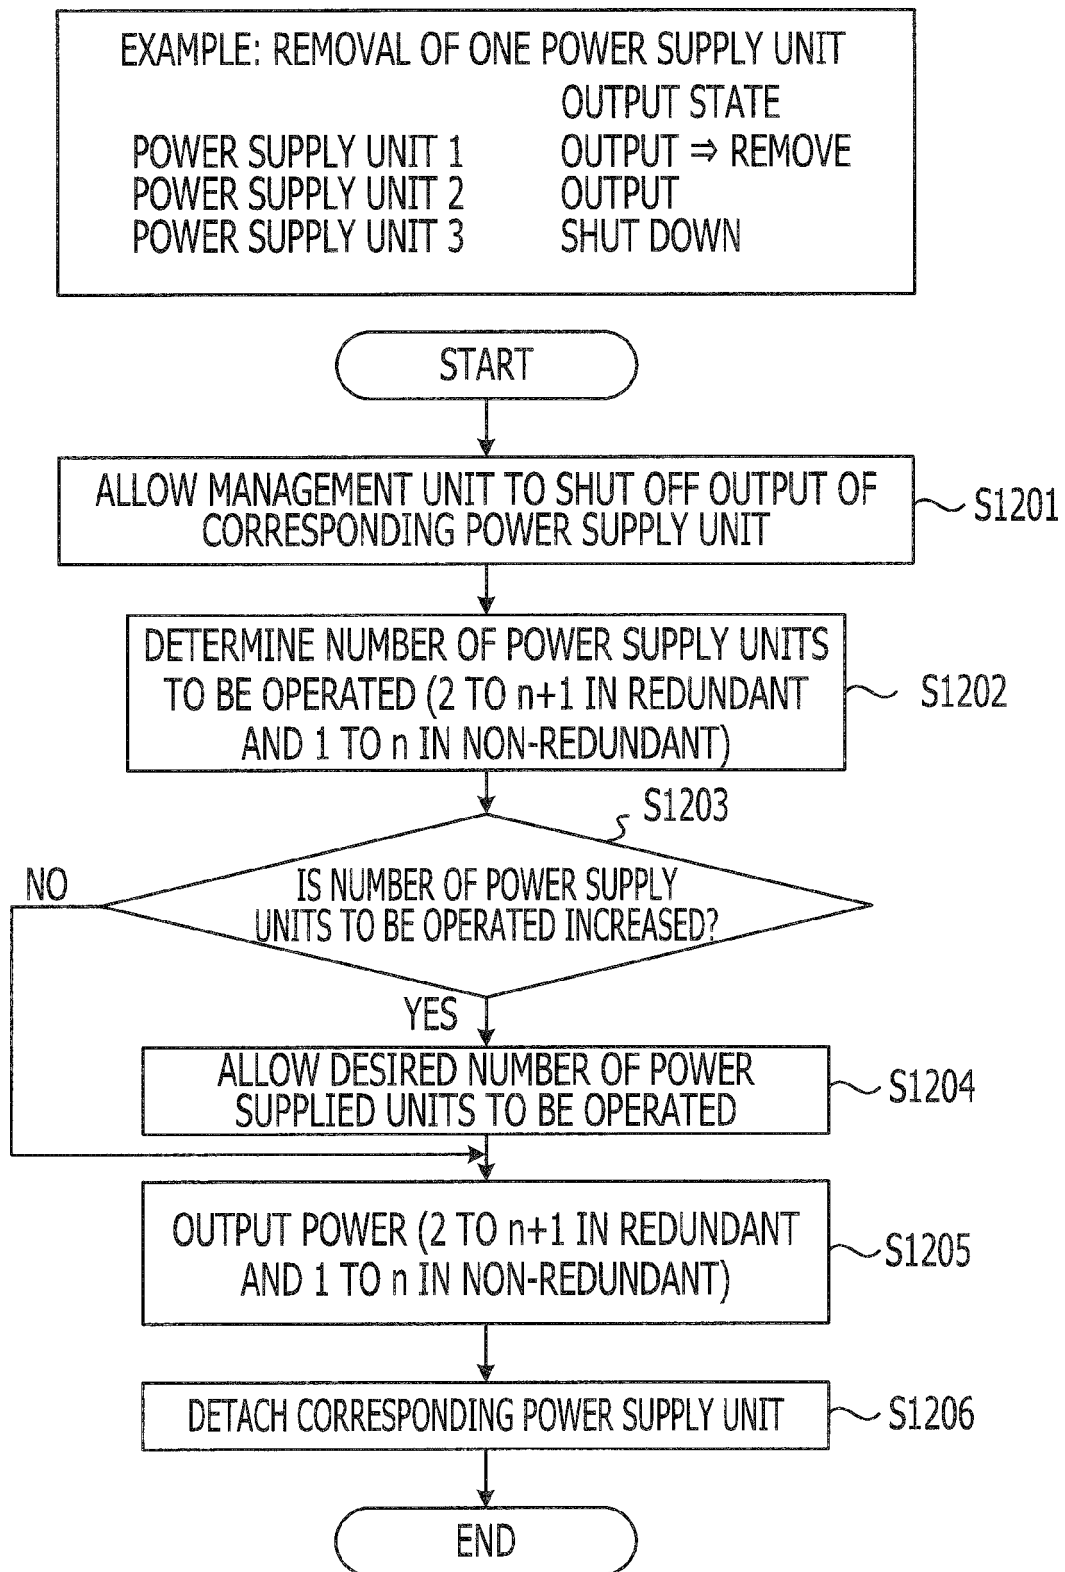 EXAMPLE: REMOVAL OF ONE POWER SUPPLY UNIT
OUTPUT STATE
POWER SUPPLY UNIT 1 OUTPUT ⇒ REMOVE
POWER SUPPLY UNIT 2 OUTPUT
POWER SUPPLY UNIT 3 SHUT DOWN
START
ALLOW MANAGEMENT UNIT TO SHUT OFF OUTPUT OF
CORRESPONDING POWER SUPPLY UNIT
S1201
DETERMINE NUMBER OF POWER SUPPLY UNITS
TO BE OPERATED (2 TO n+1 IN REDUNDANT
AND 1 TO n IN NON-REDUNDANT)
S1202
S1203
IS NUMBER OF POWER SUPPLY
UNITS TO BE OPERATED INCREASED?
NO
YES
ALLOW DESIRED NUMBER OF POWER
SUPPLIED UNITS TO BE OPERATED
S1204
OUTPUT POWER (2 TO n+1 IN REDUNDANT
AND 1 TO n IN NON-REDUNDANT)
S1205
DETACH CORRESPONDING POWER SUPPLY UNIT
S1206
END